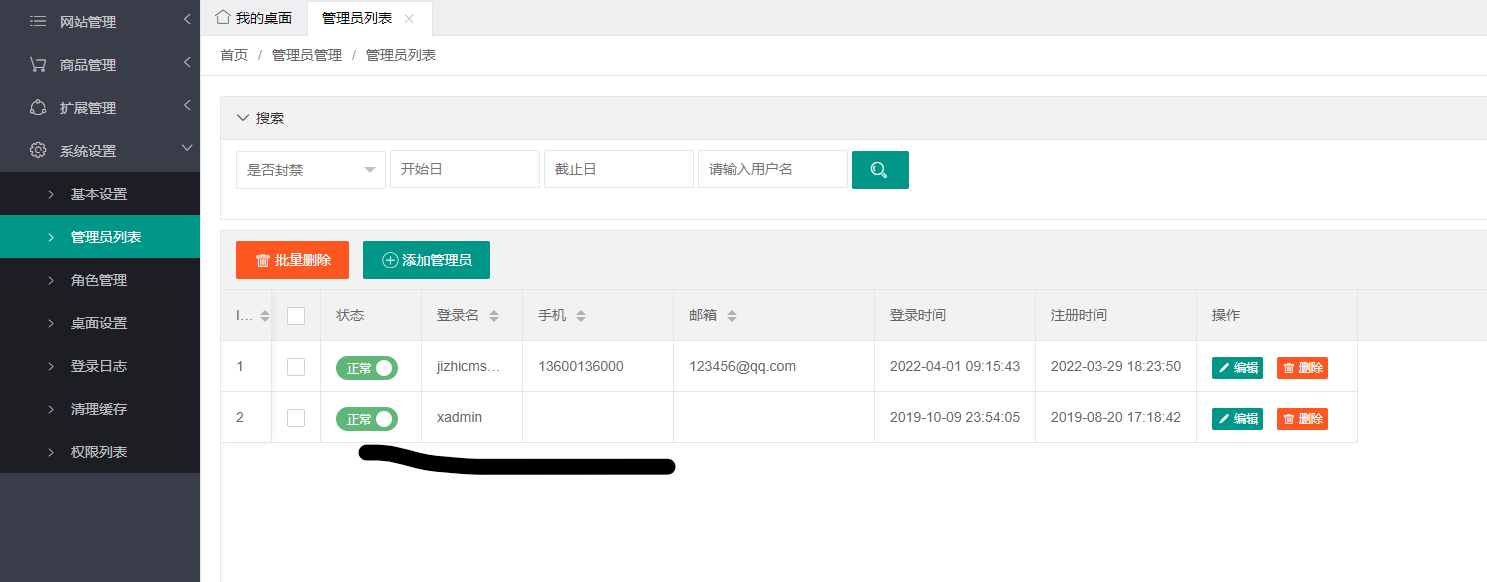 网站管理
商品管理
扩展管理
系统设置
基本设置
管理员列表
角色管理
桌面设置
登录日志
清理缓存
权限列表
我的桌面 管理员列表
首页 / 管理员管理 / 管理员列表
搜索
是否封禁 开始日 截止日 请输入用户名
批量删除 添加管理员
I... 状态 登录名 手机 邮箱 登录时间 注册时间 操作
1 正常 jizhicms... 13600136000 123456@qq.com 2022-04-01 09:15:43 2022-03-29 18:23:50 编辑 删除
2 正常 xadmin 2019-10-09 23:54:05 2019-08-20 17:18:42 编辑 删除